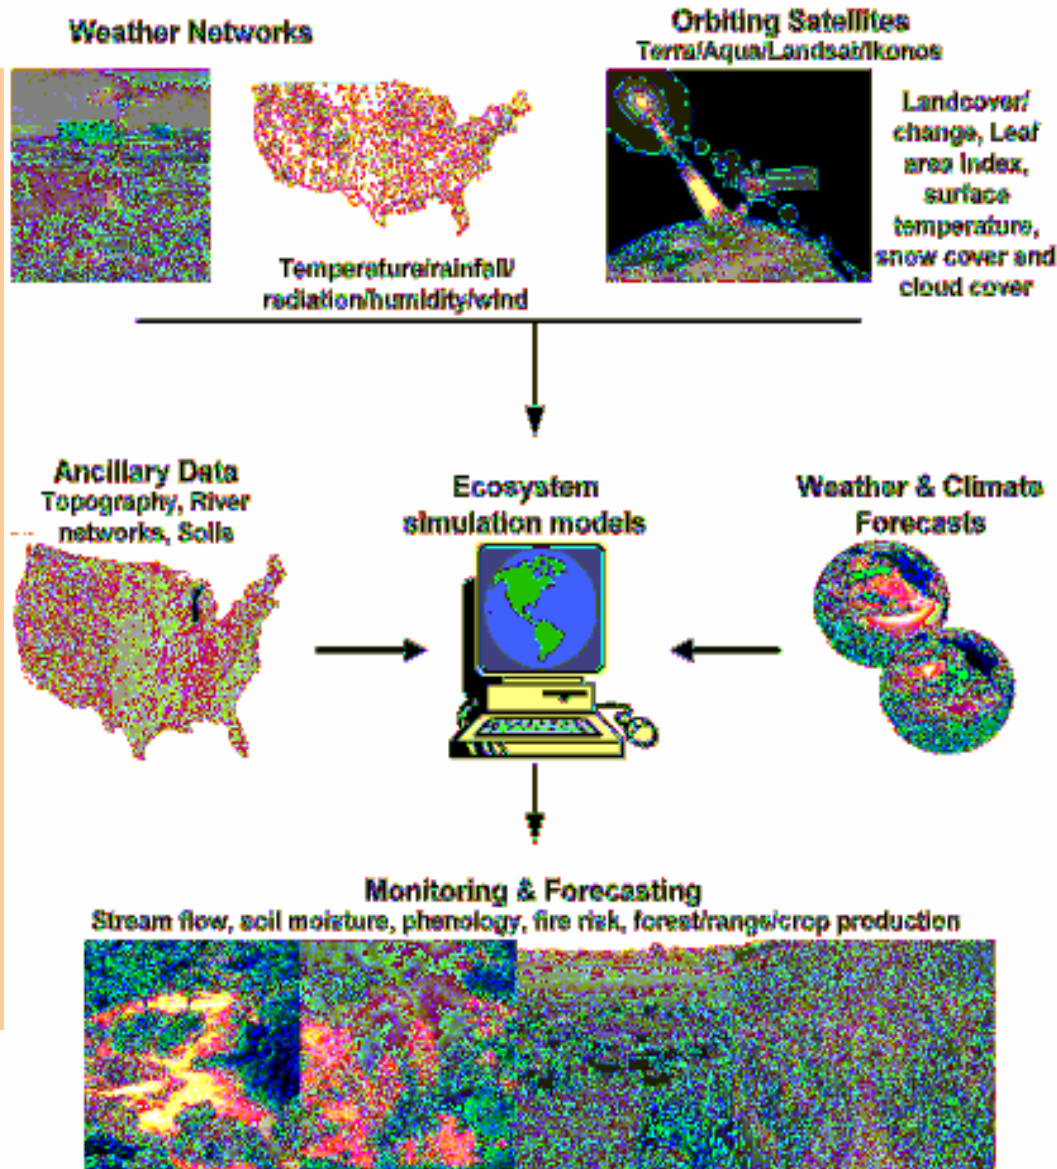 Weather Networks
Orbiting Satellites
Terra/Aqua/Landsat/Ikonos
Landcover/
change, Leaf
area index,
surface
temperature,
snow cover and
cloud cover
Temperature/rainfall/
radiation/humidity/wind
Ancillary Data
Topography, River
networks, Soils
Ecosystem
simulation models
Weather & Climate
Forecasts
Monitoring & Forecasting
Stream flow, soil moisture, phenology, fire risk, forest/range/crop production